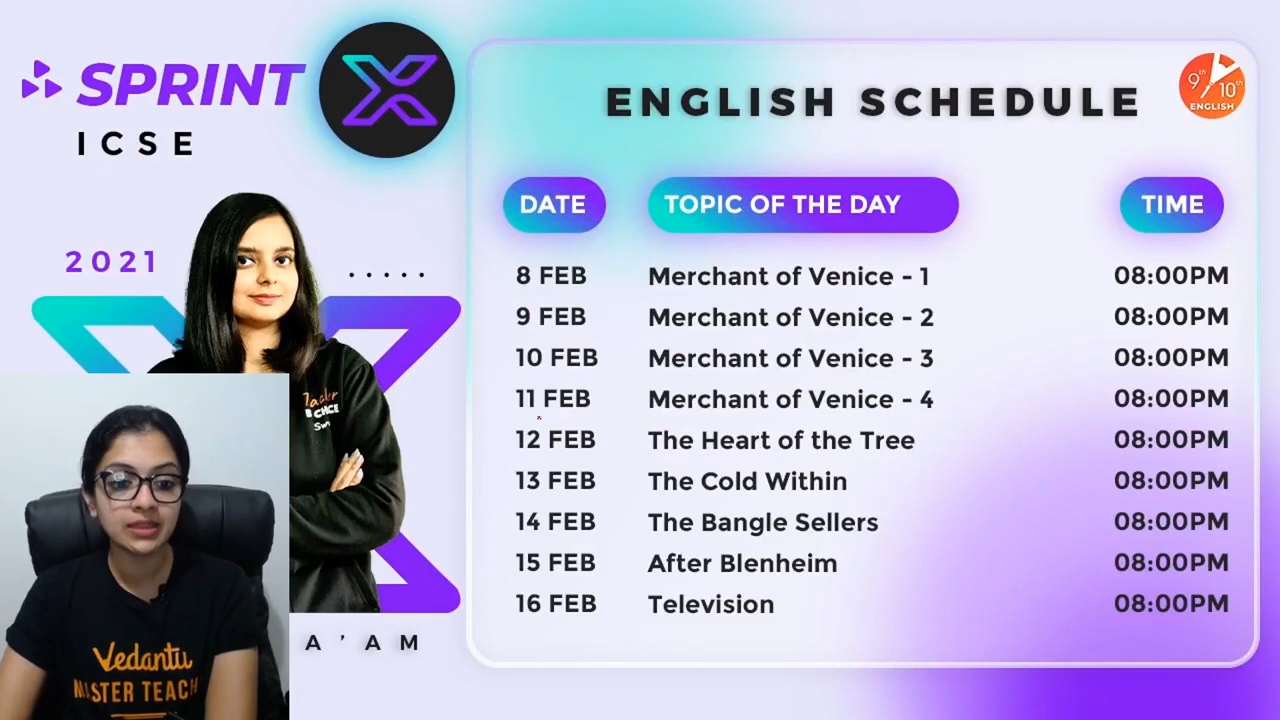 SPRINT
ICSE
2021
ENGLISH SCHEDULE
9th 10th
ENGLISH
DATE TOPIC OF THE DAY TIME
8 FEB Merchant of Venice - 1 08:00PM
9 FEB Merchant of Venice - 2 08:00PM
10 FEB Merchant of Venice - 3 08:00PM
11 FEB Merchant of Venice - 4 08:00PM
12 FEB The Heart of the Tree 08:00PM
13 FEB The Cold Within 08:00PM
14 FEB The Bangle Sellers 08:00PM
15 FEB After Blenheim 08:00PM
16 FEB Television 08:00PM
A'AM
Vedantu
MASTER TEACH